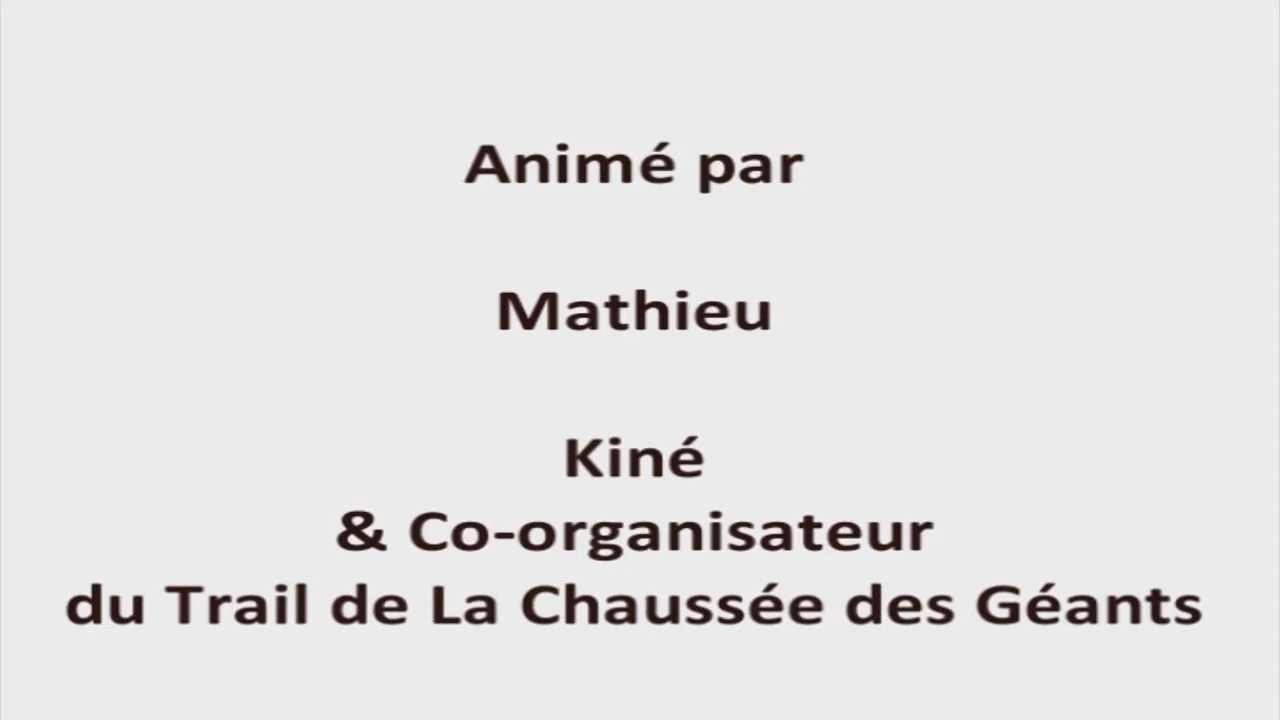 Animé par
Mathieu
Kiné
& Co-organisateur
du Trail de La Chaussée des Géants